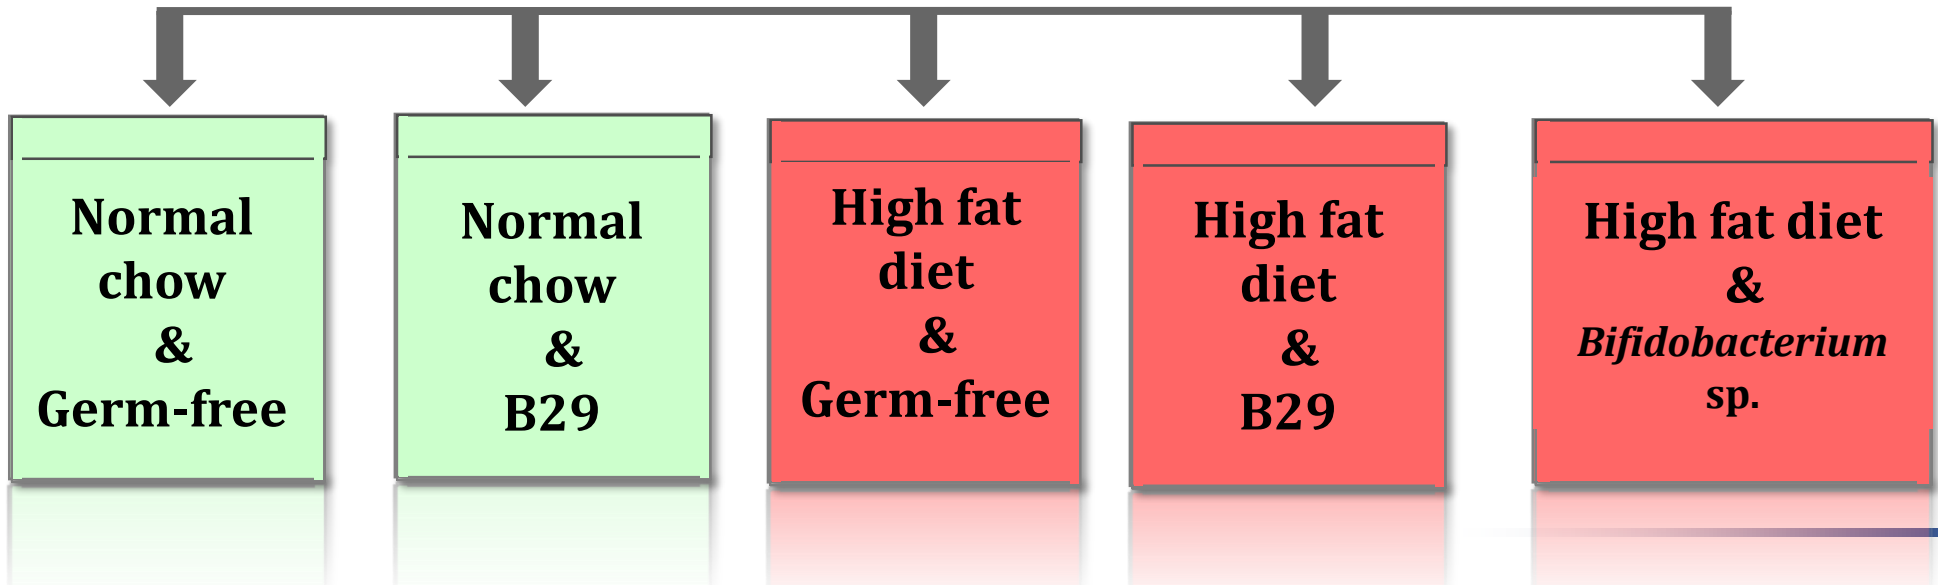 Normal
chow
&
Germ-free
Normal
chow
&
B29
High fat
diet
&
Germ-free
High fat
diet
&
B29
High fat diet
&
Bifidobacterium
sp.